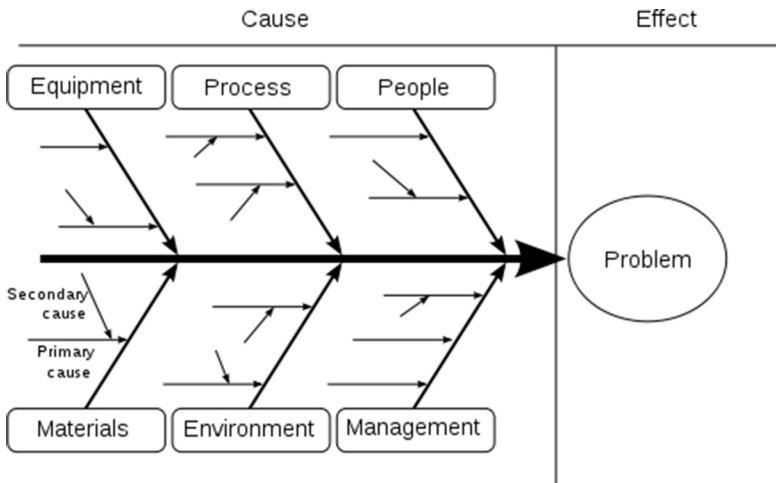 Cause
Effect
Equipment
Process
People
Problem
Secondary
cause
Primary
cause
Materials
Environment
Management